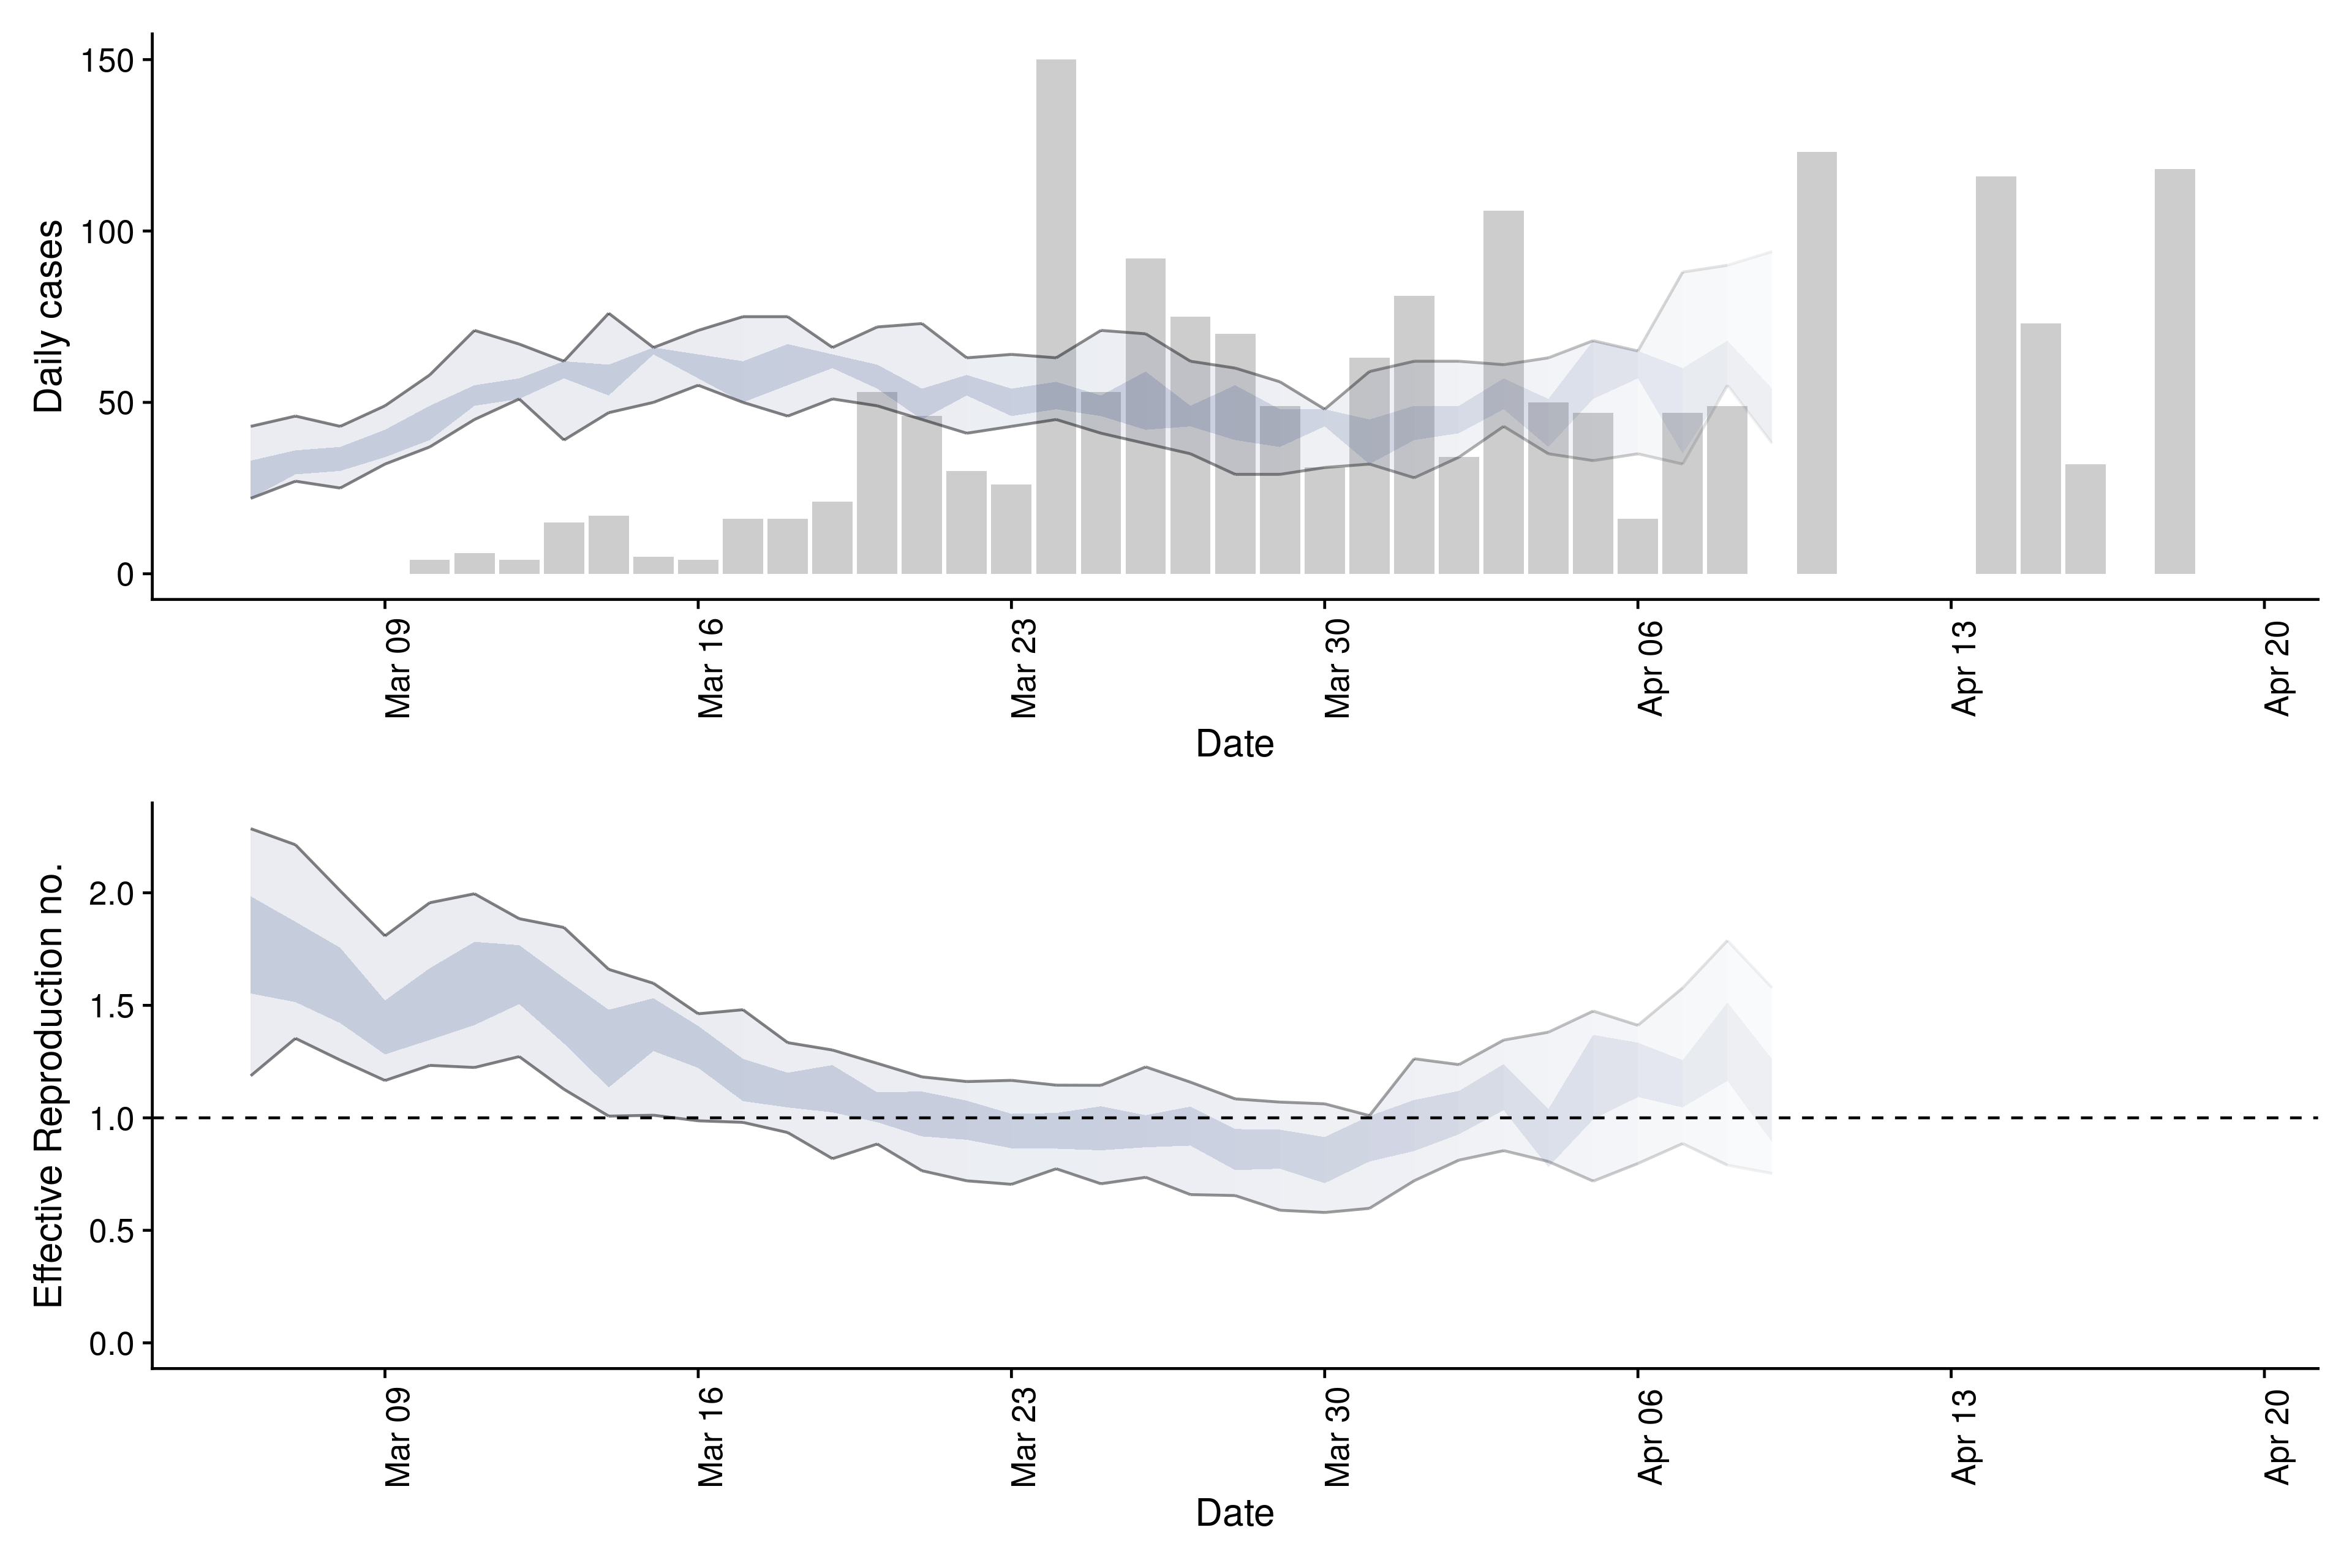 Daily cases
150
100
50
0
Mar 09
Mar 16
Mar 23
Mar 30
Apr 06
Apr 13
Apr 20
Date
Effective Reproduction no.
2.0
1.5
1.0
0.5
0.0
Mar 09
Mar 16
Mar 23
Mar 30
Apr 06
Apr 13
Apr 20
Date